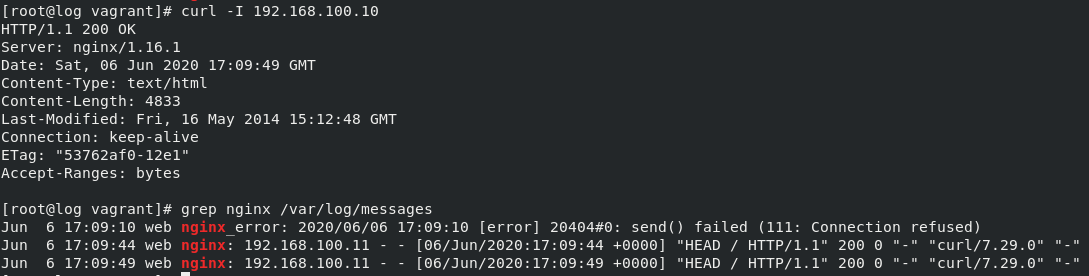 [root@log vagrant]# curl -I 192.168.100.10
HTTP/1.1 200 OK
Server: nginx/1.16.1
Date: Sat, 06 Jun 2020 17:09:49 GMT
Content-Type: text/html
Content-Length: 4833
Last-Modified: Fri, 16 May 2014 15:12:48 GMT
Connection: keep-alive
ETag: "53762af0-12e1"
Accept-Ranges: bytes

[root@log vagrant]# grep nginx /var/log/messages
Jun  6 17:09:10 web nginx_error: 2020/06/06 17:09:10 [error] 20404#0: send() failed (111: Connection refused)
Jun  6 17:09:44 web nginx: 192.168.100.11 - - [06/Jun/2020:17:09:44 +0000] "HEAD / HTTP/1.1" 200 0 "-" "curl/7.29.0" "-"
Jun  6 17:09:49 web nginx: 192.168.100.11 - - [06/Jun/2020:17:09:49 +0000] "HEAD / HTTP/1.1" 200 0 "-" "curl/7.29.0" "-"